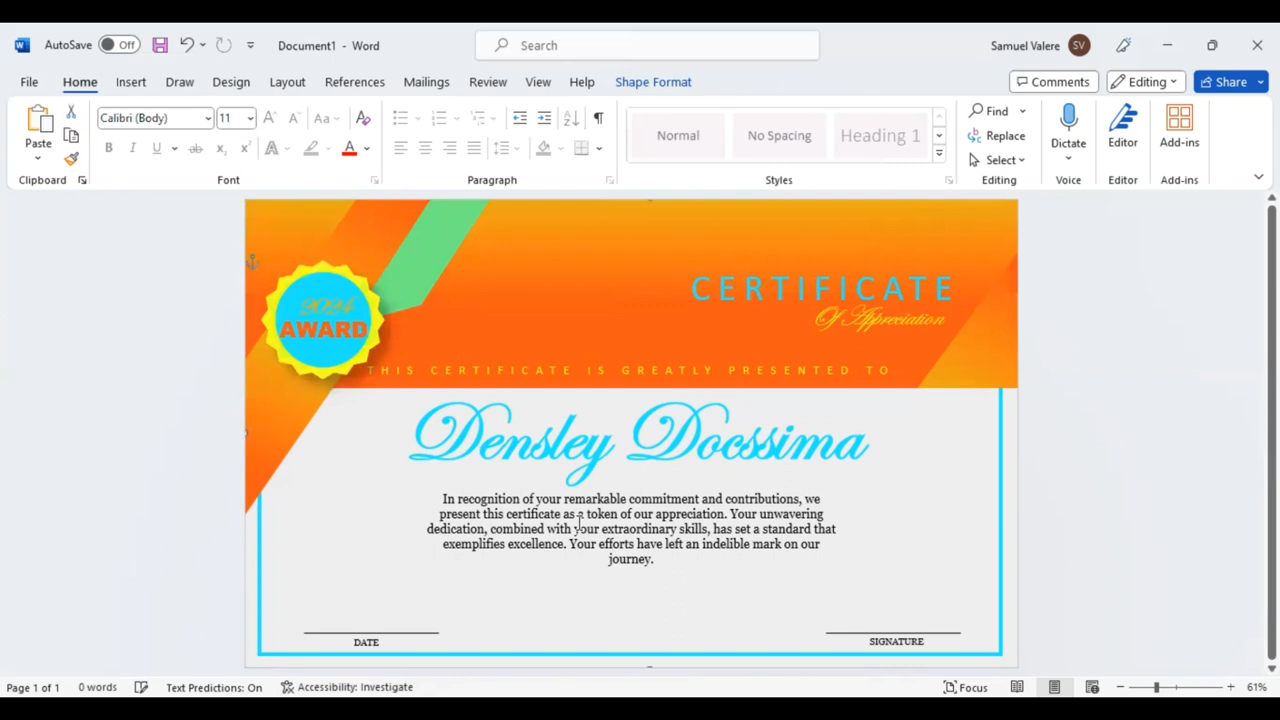 AutoSave Off Document1 - Word Search Samuel Valere SV
File Home Insert Draw Design Layout References Mailings Review View Help Shape Format Comments Editing Share
Calibri (Body) 11 Aa Find
Paste Normal No Spacing Heading 1 Replace Dictate Editor Add-ins
Select
Clipboard Font Paragraph Styles Editing Voice Editor Add-ins
CERTIFICATE
Of Appreciation
2024
AWARD
THIS CERTIFICATE IS GREATLY PRESENTED TO
Densley Docssima
In recognition of your remarkable commitment and contributions, we
present this certificate as a token of our appreciation. Your unwavering
dedication, combined with your extraordinary skills, has set a standard that
exemplifies excellence. Your efforts have left an indelible mark on our
journey.
DATE SIGNATURE
Page 1 of 1 0 words Text Predictions: On Accessibility: Investigate Focus 61%